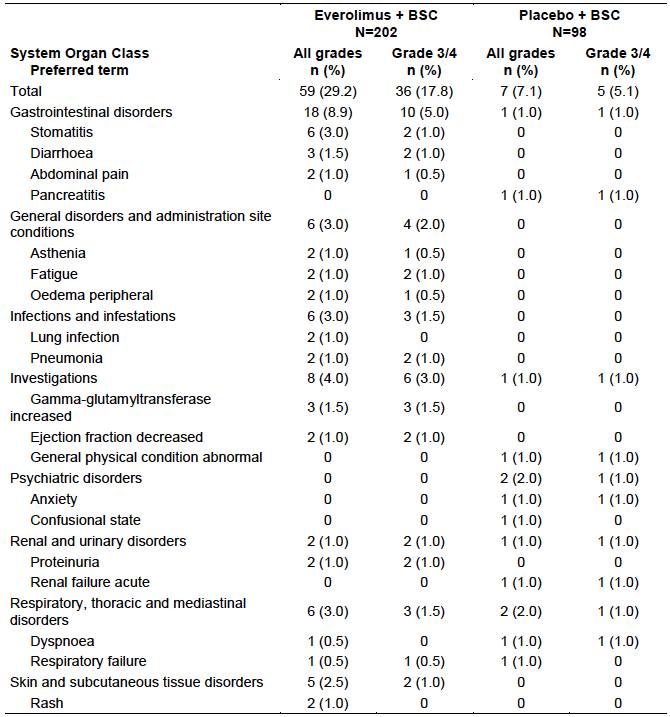 Everolimus + BSC Placebo + BSC
N=202 N=98
System Organ Class All grades Grade 3/4 All grades Grade 3/4
Preferred term n (%) n (%) n (%) n (%)
Total 59 (29.2) 36 (17.8) 7 (7.1) 5 (5.1)
Gastrointestinal disorders 18 (8.9) 10 (5.0) 1 (1.0) 1 (1.0)
Stomatitis 6 (3.0) 2 (1.0) 0 0
Diarrhoea 3 (1.5) 2 (1.0) 0 0
Abdominal pain 2 (1.0) 1 (0.5) 0 0
Pancreatitis 0 0 1 (1.0) 1 (1.0)
General disorders and administration site
conditions 6 (3.0) 4 (2.0) 0 0
Asthenia 2 (1.0) 1 (0.5) 0 0
Fatigue 2 (1.0) 2 (1.0) 0 0
Oedema peripheral 2 (1.0) 1 (0.5) 0 0
Infections and infestations 6 (3.0) 3 (1.5) 0 0
Lung infection 2 (1.0) 0 0 0
Pneumonia 2 (1.0) 2 (1.0) 0 0
Investigations 8 (4.0) 6 (3.0) 1 (1.0) 1 (1.0)
Gamma-glutamyltransferase
increased 3 (1.5) 3 (1.5) 0 0
Ejection fraction decreased 2 (1.0) 2 (1.0) 0 0
General physical condition abnormal 0 0 1 (1.0) 1 (1.0)
Psychiatric disorders 0 0 2 (2.0) 1 (1.0)
Anxiety 0 0 1 (1.0) 1 (1.0)
Confusional state 0 0 1 (1.0) 0
Renal and urinary disorders 2 (1.0) 2 (1.0) 1 (1.0) 1 (1.0)
Proteinuria 2 (1.0) 2 (1.0) 0 0
Renal failure acute 0 0 1 (1.0) 1 (1.0)
Respiratory, thoracic and mediastinal
disorders 6 (3.0) 3 (1.5) 2 (2.0) 1 (1.0)
Dyspnoea 1 (0.5) 0 1 (1.0) 1 (1.0)
Respiratory failure 1 (0.5) 1 (0.5) 1 (1.0) 0
Skin and subcutaneous tissue disorders 5 (2.5) 2 (1.0) 0 0
Rash 2 (1.0) 0 0 0